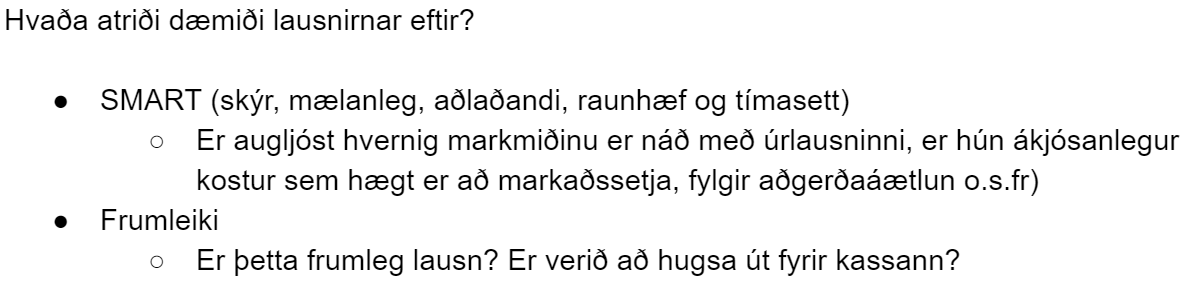 Hvaða atriði dæmiði lausnirnar eftir?
● SMART (skýr, mælanleg, aðlaðandi, raunhæf og tímasett)
○ Er augljóst hvernig markmiðinu er náð með úrlausninni, er hún ákjósanlegur
kostur sem hægt er að markaðssetja, fylgir aðgerðaáætlun o.s.fr)
● Frumleiki
○ Er þetta frumleg lausn? Er verið að hugsa út fyrir kassann?